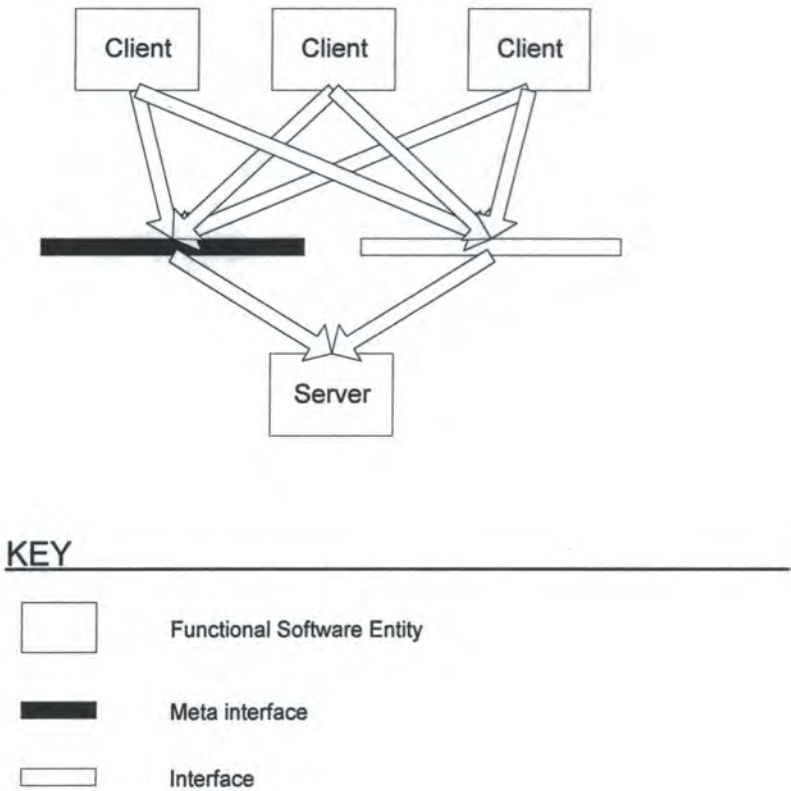 Client Client Client
Server
KEY
Functional Software Entity
Meta interface
Interface